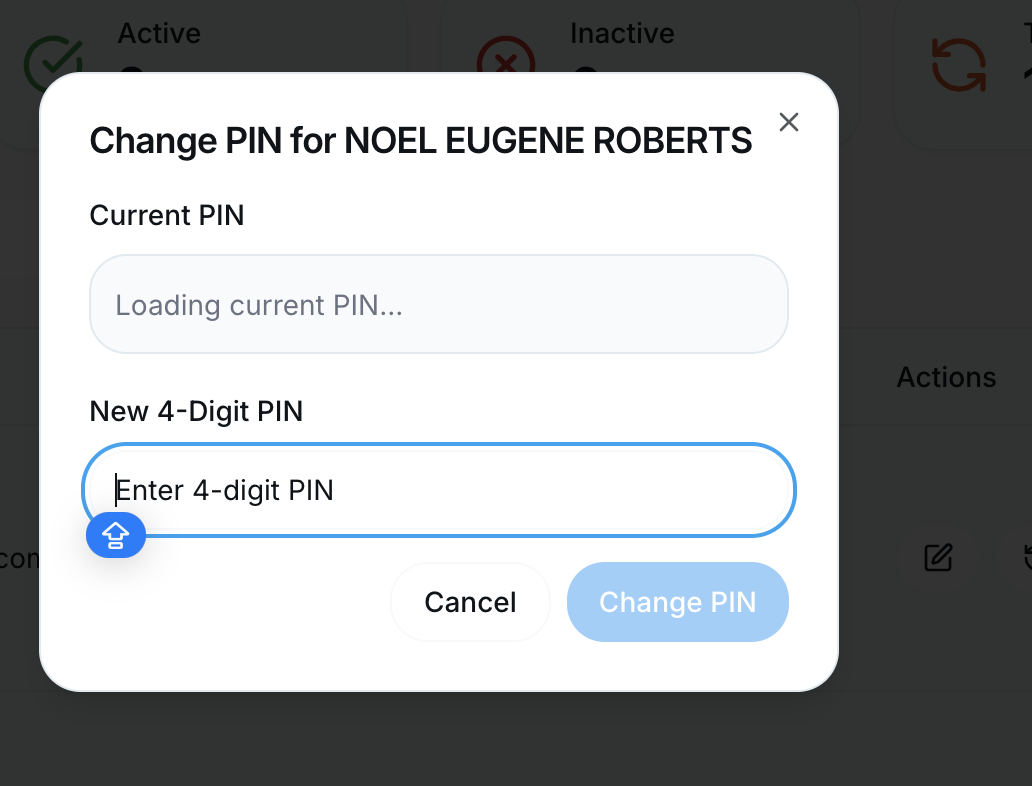 Active
Inactive
Change PIN for NOEL EUGENE ROBERTS
Current PIN
Loading current PIN...
Actions
New 4-Digit PIN
Enter 4-digit PIN
Cancel
Change PIN